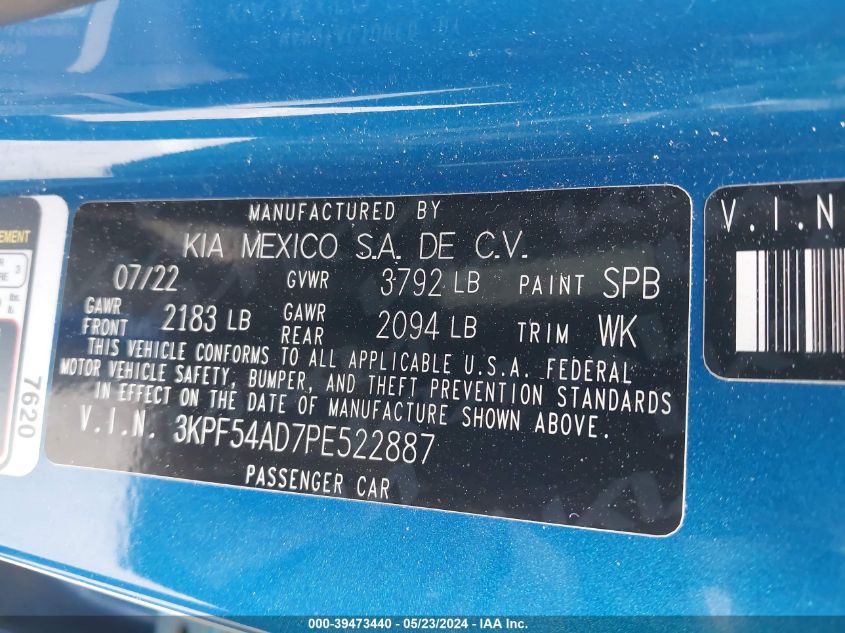 MANUFACTURED BY
KIA MEXICO S.A. DE C.V.
07/22 GVWR 3792 LB PAINT SPB
GAWR FRONT 2183 LB GAWR REAR 2094 LB TRIM WK
THIS VEHICLE CONFORMS TO ALL APPLICABLE U.S.A. FEDERAL
MOTOR VEHICLE SAFETY, BUMPER, AND THEFT PREVENTION STANDARDS
IN EFFECT ON THE DATE OF MANUFACTURE SHOWN ABOVE.
V.I.N. 3KPF54AD7PE522887
PASSENGER CAR
V.I.N
7620
3
000-39473440 - 05/23/2024 - IAA Inc.